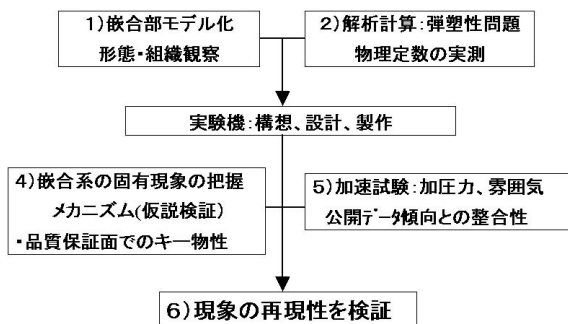 1)嵌合部モデル化
形態・組織観察
2)解析計算:弾塑性問題
物理定数の実測
実験機:構想、設計、製作
4)嵌合系の固有現象の把握
メカニズム(仮説検証)
・品質保証面でのキー物性
5)加速試験:加圧力、雰囲気
公開ﾃﾞｰﾀ傾向との整合性
6)現象の再現性を検証